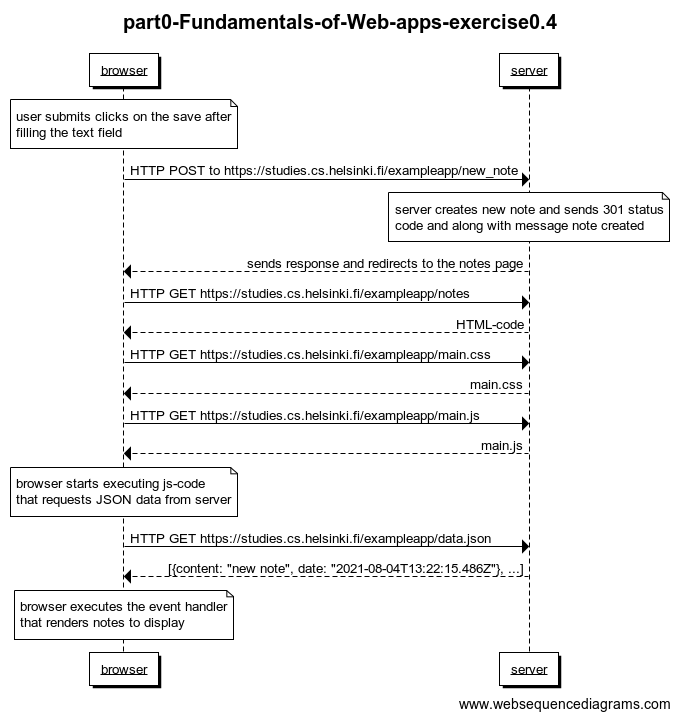 part0-Fundamentals-of-Web-apps-exercise0.4
browser
server
user submits clicks on the save after
filling the text field
HTTP POST to https://studies.cs.helsinki.fi/exampleapp/new_note
server creates new note and sends 301 status
code and along with message note created
sends response and redirects to the notes page
HTTP GET https://studies.cs.helsinki.fi/exampleapp/notes
HTML-code
HTTP GET https://studies.cs.helsinki.fi/exampleapp/main.css
main.css
HTTP GET https://studies.cs.helsinki.fi/exampleapp/main.js
main.js
browser starts executing js-code
that requests JSON data from server
HTTP GET https://studies.cs.helsinki.fi/exampleapp/data.json
[{content: "new note", date: "2021-08-04T13:22:15.486Z"}, ...]
browser executes the event handler
that renders notes to display
browser
server
www.websequencediagrams.com